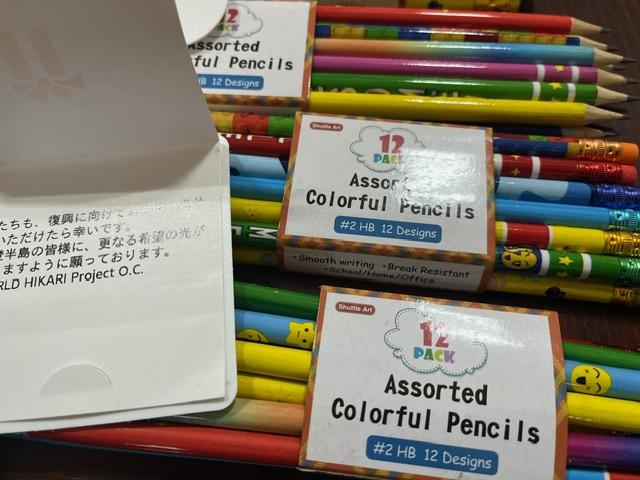 12
Assorted
rful Pencils
HB 12 Designs
たちも、復興に向けて
いただけたら幸いです。
半島の皆様に、更なる希望の光が
ますように願っております。
RLD HIKARI Project O.C.
Shuttle Art
12
PACK
Assor
Colorful Pencils
#2 HB 12 Designs
•Smooth writing •Break Resistant
•School/Home/Office
Shuttle Art
12
PACK
Assorted
Colorful Pencils
#2 HB 12 Designs